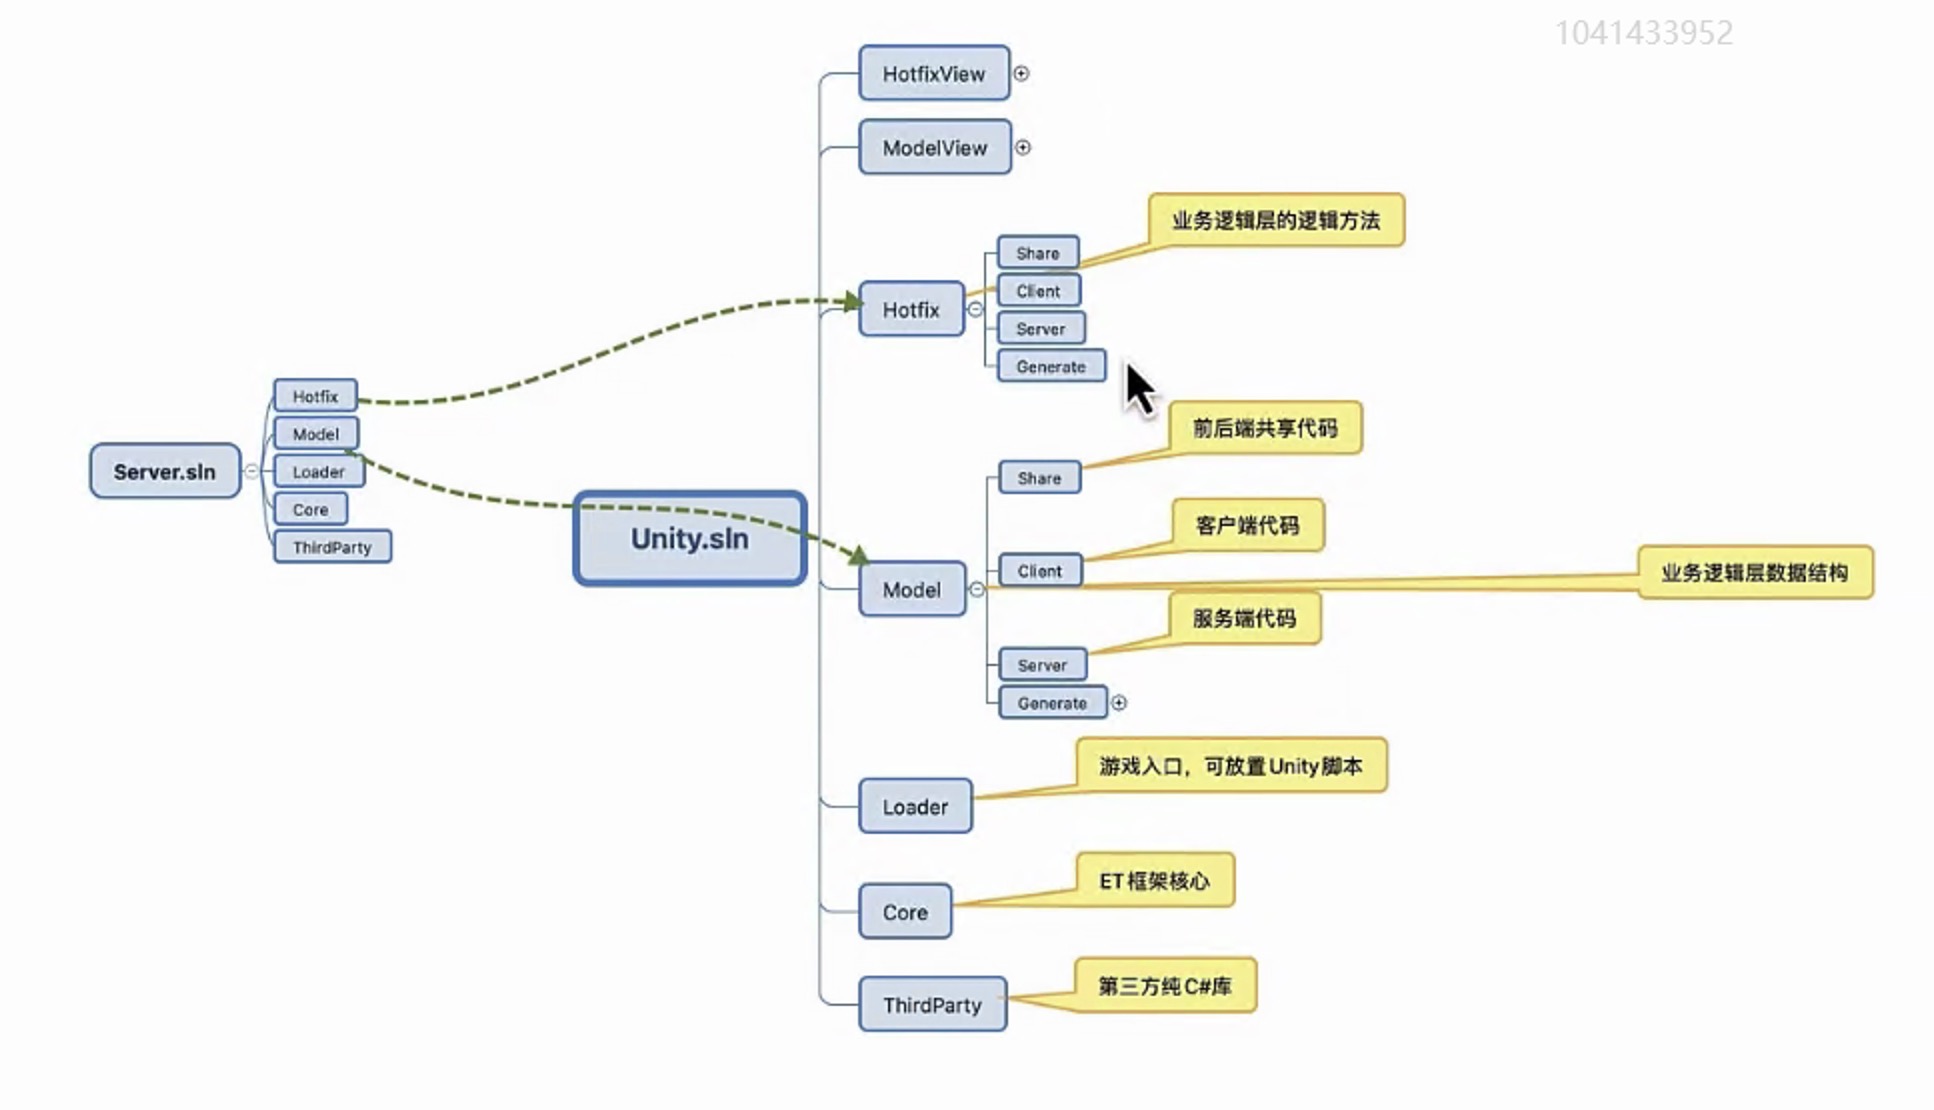 1041433952
HotfixView
ModelView
业务逻辑层的逻辑方法
Share
Client
Hotfix
Server
Generate
Hotfix
Model
Server.sln
Loader
Core
ThirdParty
Unity.sln
前后端共享代码
Share
客户端代码
Client
业务逻辑层数据结构
Model
服务端代码
Server
Generate
游戏入口，可放置Unity脚本
Loader
ET框架核心
Core
第三方纯C#库
ThirdParty